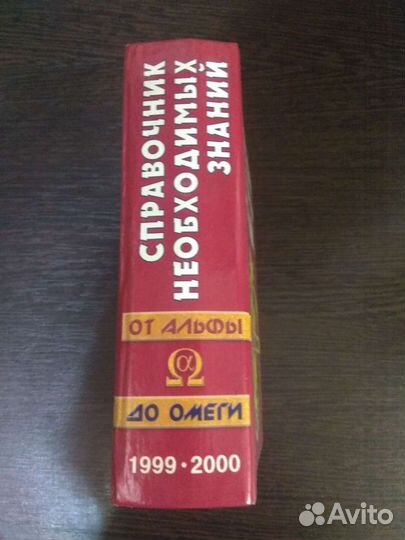 СПРАВОЧНИК
НЕОБХОДИМЫХ
ЗНАНИЙ
ОТ АЛЬФЫ
Ω
α
ДО ОМЕГИ
1999 • 2000
Avito